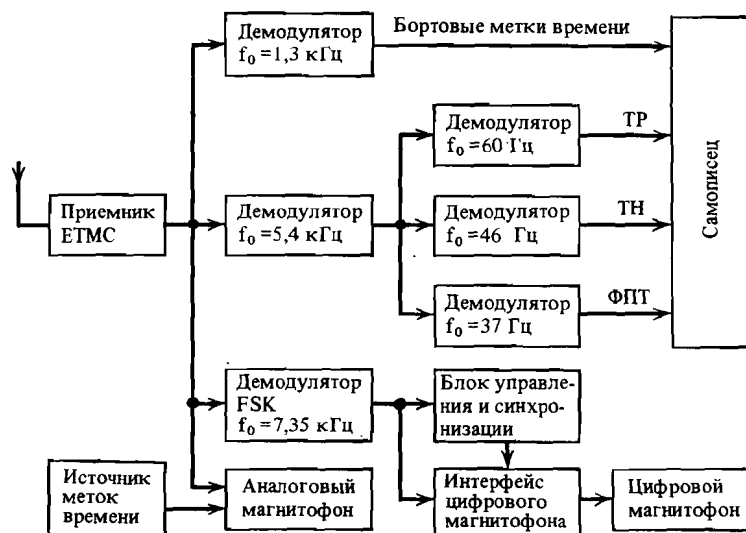 Демодулятор
f₀ = 1,3 кГц
Бортовые метки времени
Демодулятор
f₀ = 60 Гц
ТР
Приемник
ЕТМС
Демодулятор
f₀ = 5,4 кГц
Демодулятор
f₀ = 46 Гц
ТН
Самописец
Демодулятор
f₀ = 37 Гц
ФПТ
Демодулятор
FSK
f₀ = 7,35 кГц
Блок управле-
ния и синхро-
низации
Источник
меток
времени
Аналоговый
магнитофон
Интерфейс
цифрового
магнитофона
Цифровой
магнитофон